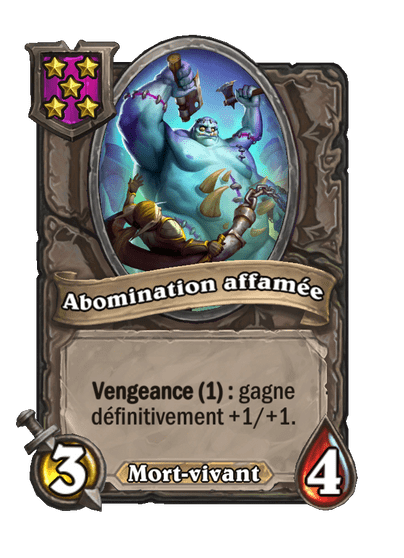 Abomination affamée
Vengeance (1) : gagne
définitivement +1/+1.
3
Mort-vivant
4